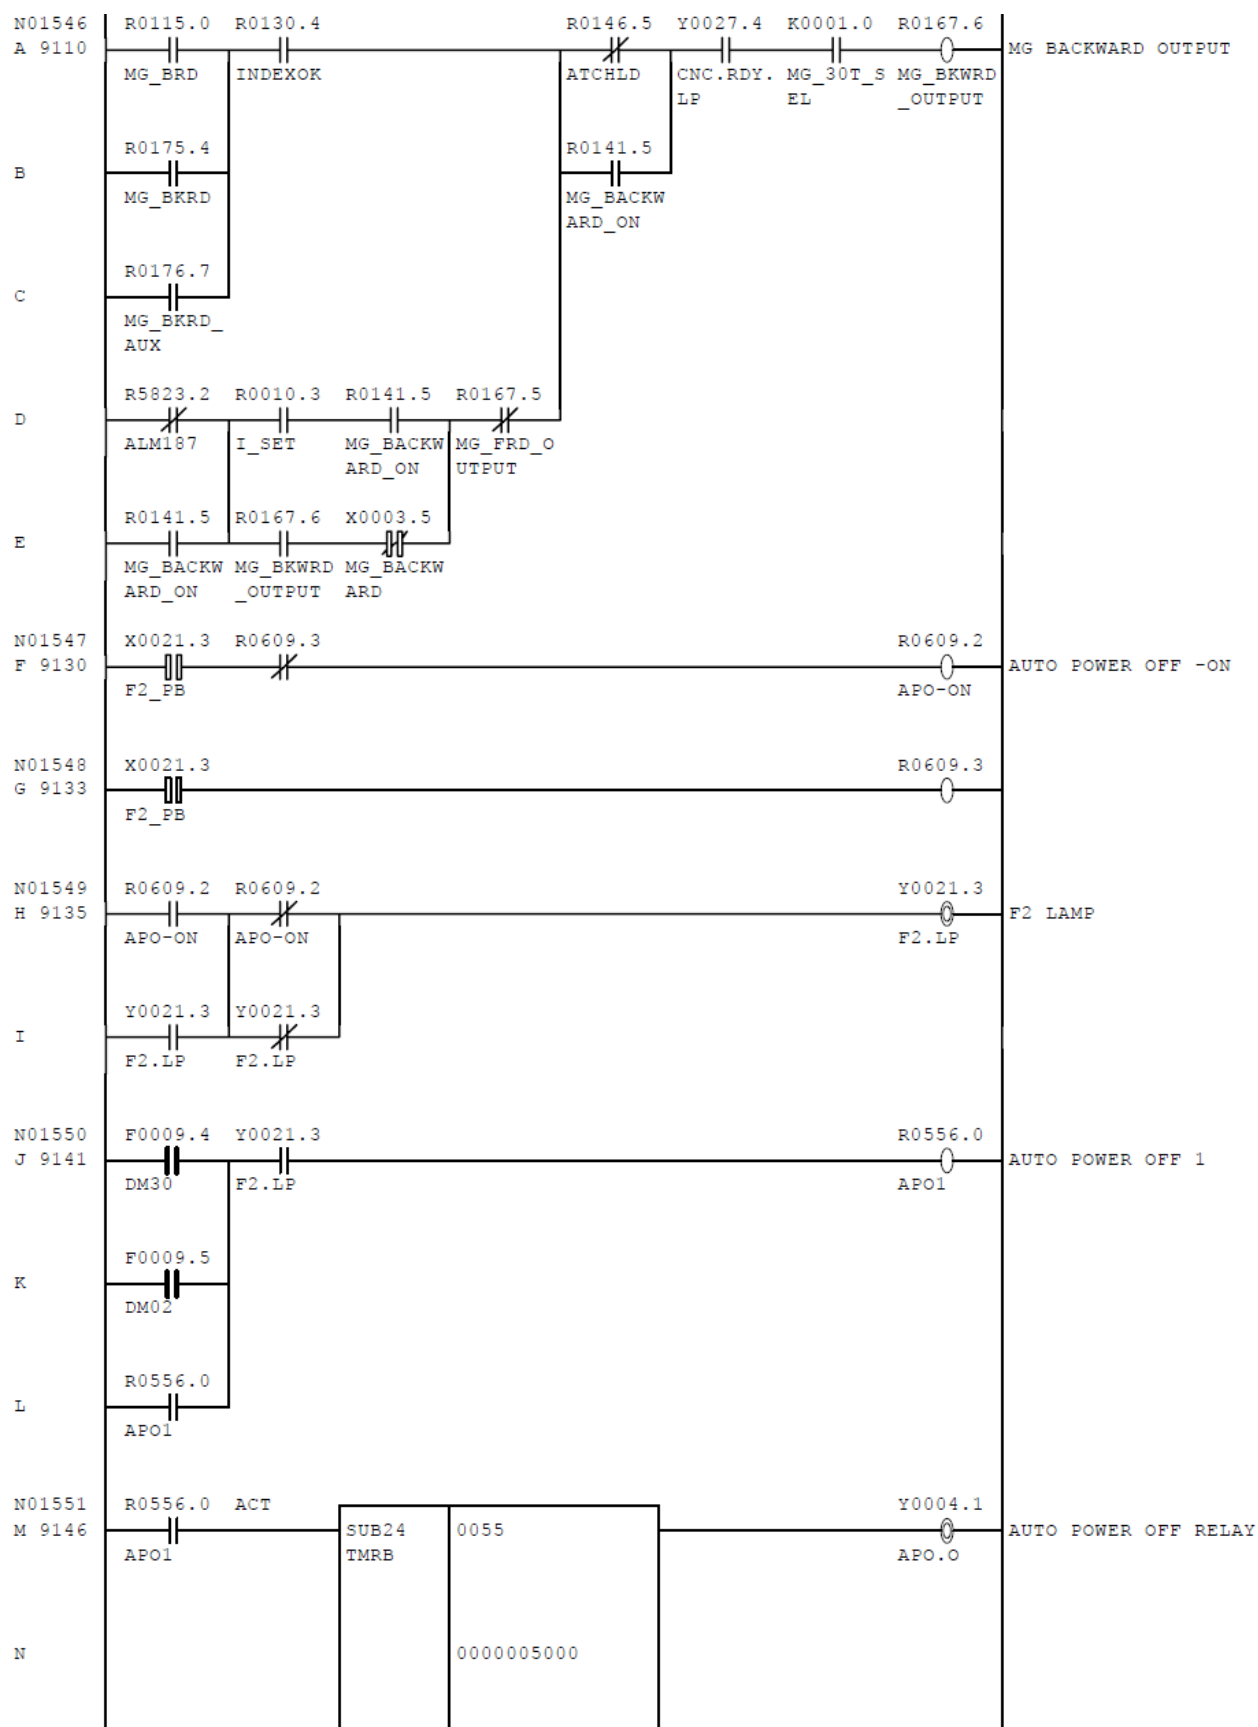 N01546 R0115.0 R0130.4 R0146.5 Y0027.4 K0001.0 R0167.6
A 9110 MG BACKWARD OUTPUT
MG_BRD INDEXOK ATCHLD CNC.RDY. MG_30T_S MG_BKWRD
LP EL _OUTPUT
R0175.4 R0141.5
B
MG_BKRD MG_BACKW
ARD_ON
R0176.7
C
MG_BKRD_
AUX
R5823.2 R0010.3 R0141.5 R0167.5
D
ALM187 I_SET MG_BACKW MG_FRD_O
ARD_ON UTPUT
R0141.5 R0167.6 X0003.5
E
MG_BACKW MG_BKWRD MG_BACKW
ARD_ON _OUTPUT ARD
N01547 X0021.3 R0609.3 R0609.2
F 9130 AUTO POWER OFF -ON
F2_PB APO-ON
N01548 X0021.3 R0609.3
G 9133
F2_PB
N01549 R0609.2 R0609.2 Y0021.3
H 9135 F2 LAMP
APO-ON APO-ON F2.LP
Y0021.3 Y0021.3
I
F2.LP F2.LP
N01550 F0009.4 Y0021.3 R0556.0
J 9141 AUTO POWER OFF 1
DM30 F2.LP APO1
F0009.5
K
DM02
R0556.0
L
APO1
N01551 R0556.0 ACT Y0004.1
M 9146 SUB24 0055 AUTO POWER OFF RELAY
APO1 TMRB APO.O
N 0000005000